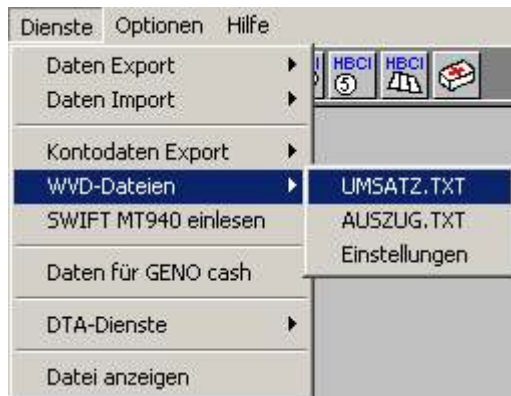 Dienste Optionen Hilfe
HBCI HBCI
5
Daten Export
Daten Import
Kontodaten Export
WVD-Dateien
SWIFT MT940 einlesen
Daten für GENO cash
DTA-Dienste
Datei anzeigen
UMSATZ.TXT
AUSZUG.TXT
Einstellungen